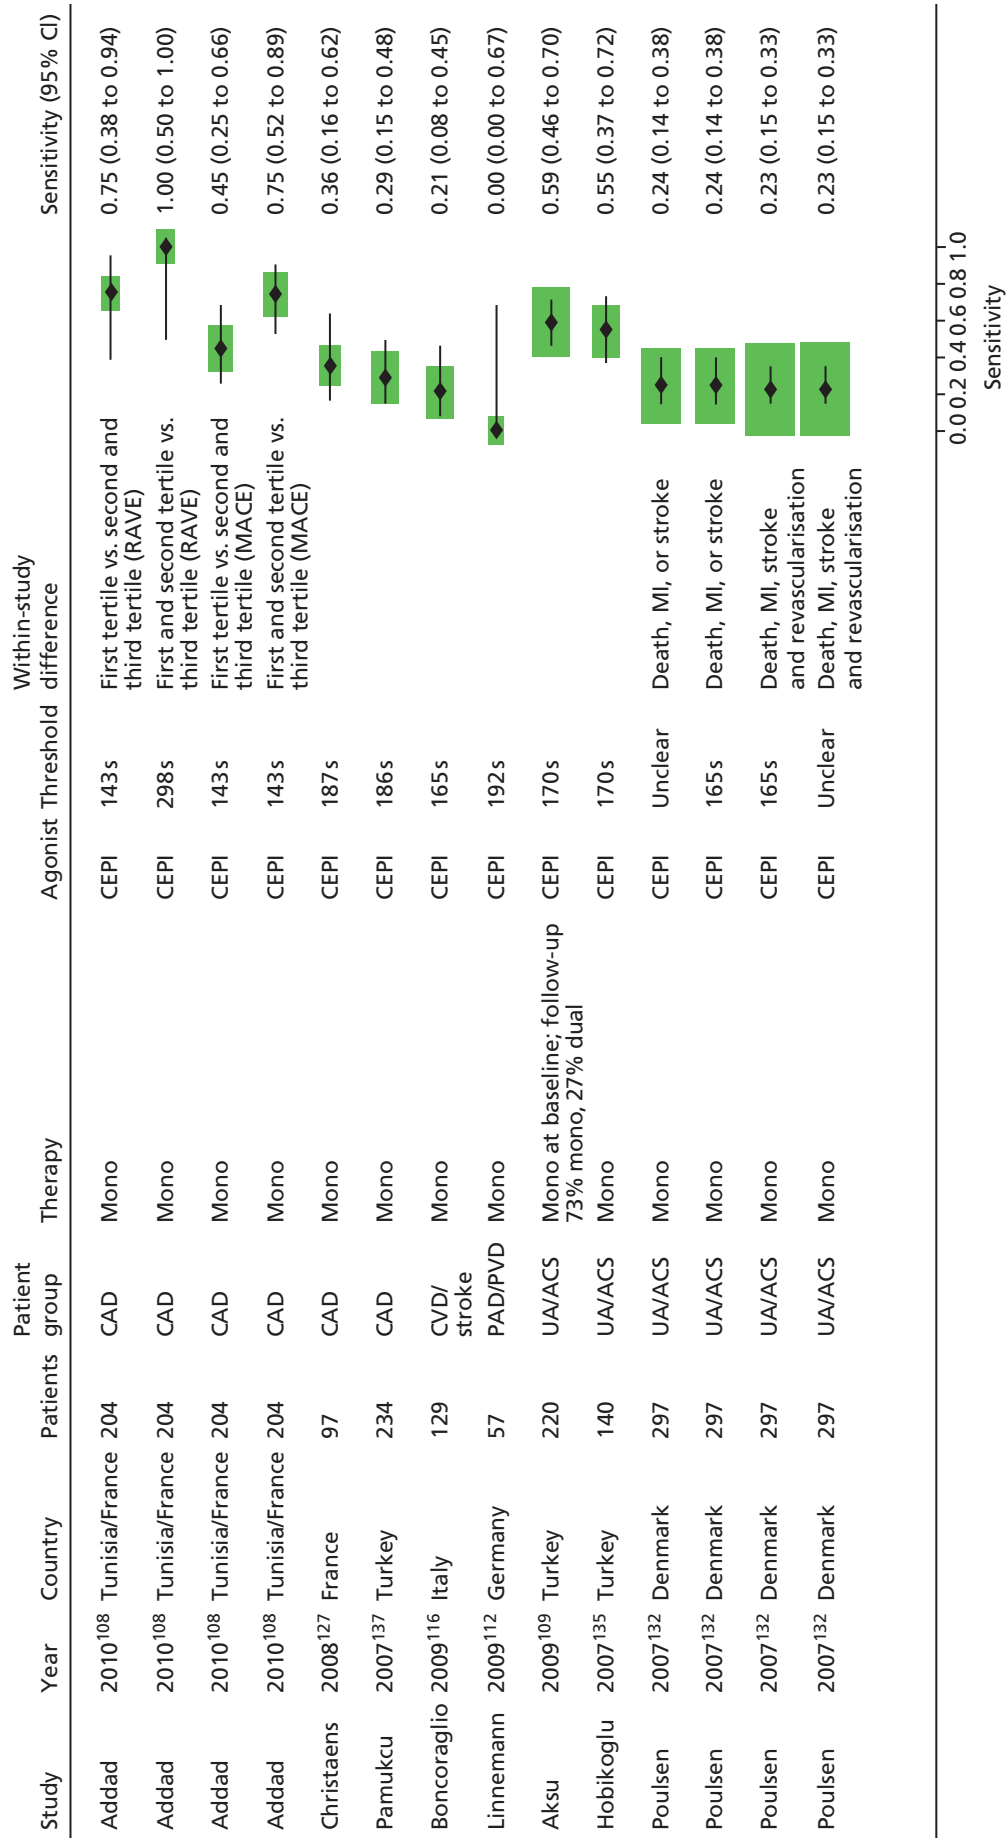 Study Year Country Patients Patient group Therapy Agonist Threshold Within-study difference Sensitivity (95% CI)
Addad 2010108 Tunisia/France 204 CAD Mono CEPI 143s First tertile vs. second and third tertile (RAVE) 0.75 (0.38 to 0.94)
Addad 2010108 Tunisia/France 204 CAD Mono CEPI 298s First and second tertile vs. third tertile (RAVE) 1.00 (0.50 to 1.00)
Addad 2010108 Tunisia/France 204 CAD Mono CEPI 143s First tertile vs. second and third tertile (MACE) 0.45 (0.25 to 0.66)
Addad 2010108 Tunisia/France 204 CAD Mono CEPI 143s First and second tertile vs. third tertile (MACE) 0.75 (0.52 to 0.89)
Christaens 2008127 France 97 CAD Mono CEPI 187s 0.36 (0.16 to 0.62)
Pamukcu 2007137 Turkey 234 CAD Mono CEPI 186s 0.29 (0.15 to 0.48)
Boncoraglio 2009116 Italy 129 CVD/ stroke Mono CEPI 165s 0.21 (0.08 to 0.45)
Linnemann 2009112 Germany 57 PAD/PVD Mono CEPI 192s 0.00 (0.00 to 0.67)
Aksu 2009109 Turkey 220 UA/ACS Mono at baseline; follow-up 73% mono, 27% dual CEPI 170s 0.59 (0.46 to 0.70)
Hobikoglu 2007135 Turkey 140 UA/ACS Mono CEPI 170s 0.55 (0.37 to 0.72)
Poulsen 2007132 Denmark 297 UA/ACS Mono CEPI Unclear Death, MI, or stroke 0.24 (0.14 to 0.38)
Poulsen 2007132 Denmark 297 UA/ACS Mono CEPI 165s Death, MI, or stroke 0.24 (0.14 to 0.38)
Poulsen 2007132 Denmark 297 UA/ACS Mono CEPI 165s Death, MI, stroke and revascularisation 0.23 (0.15 to 0.33)
Poulsen 2007132 Denmark 297 UA/ACS Mono CEPI Unclear Death, MI, stroke and revascularisation 0.23 (0.15 to 0.33)
0.0 0.2 0.4 0.6 0.8 1.0
Sensitivity